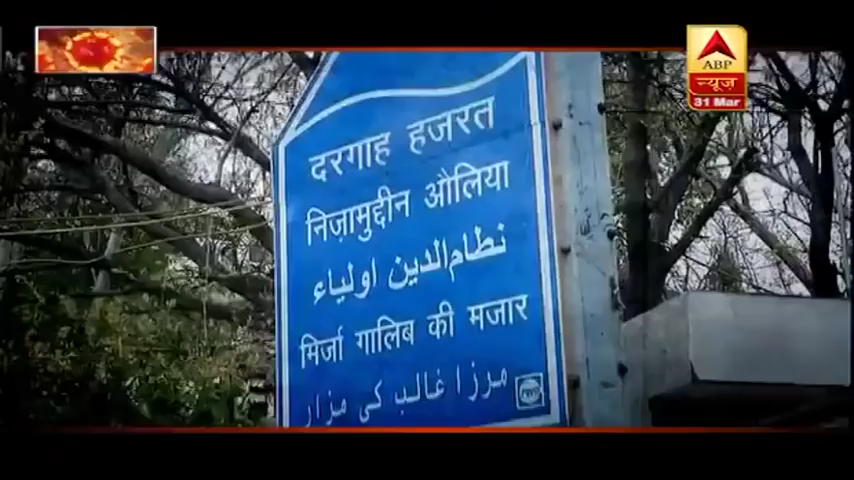 ABP
न्यूज़
31 Mar
दरगाह हजरत
निज़ामुद्दीन औलिया
نظام الدین اولیاء
मिर्जा गालिब की मजार
مرزا غالب کی مزار